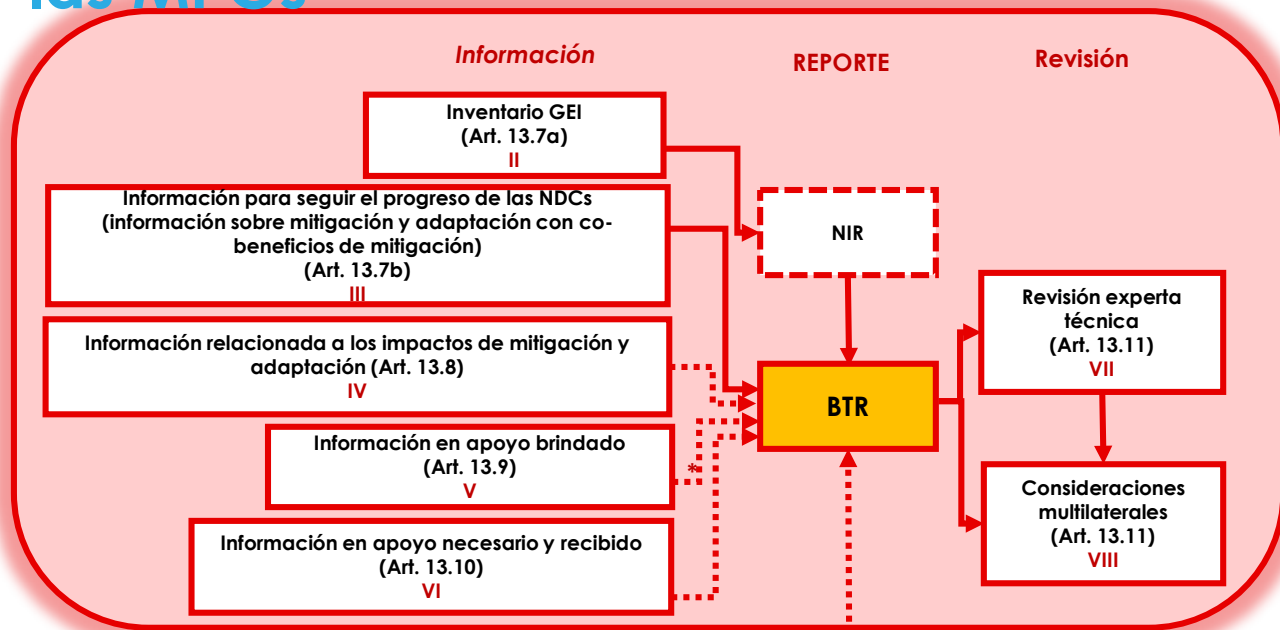 las MPGs
Información
REPORTE
Revisión
Inventario GEI
(Art. 13.7a)
II
Información para seguir el progreso de las NDCs
(información sobre mitigación y adaptación con co-
beneficios de mitigación)
(Art. 13.7b)
III
Información relacionada a los impactos de mitigación y
adaptación (Art. 13.8)
IV
Información en apoyo brindado
(Art. 13.9)
V
*
Información en apoyo necesario y recibido
(Art. 13.10)
VI
NIR
BTR
Revisión experta
técnica
(Art. 13.11)
VII
Consideraciones
multilaterales
(Art. 13.11)
VIII